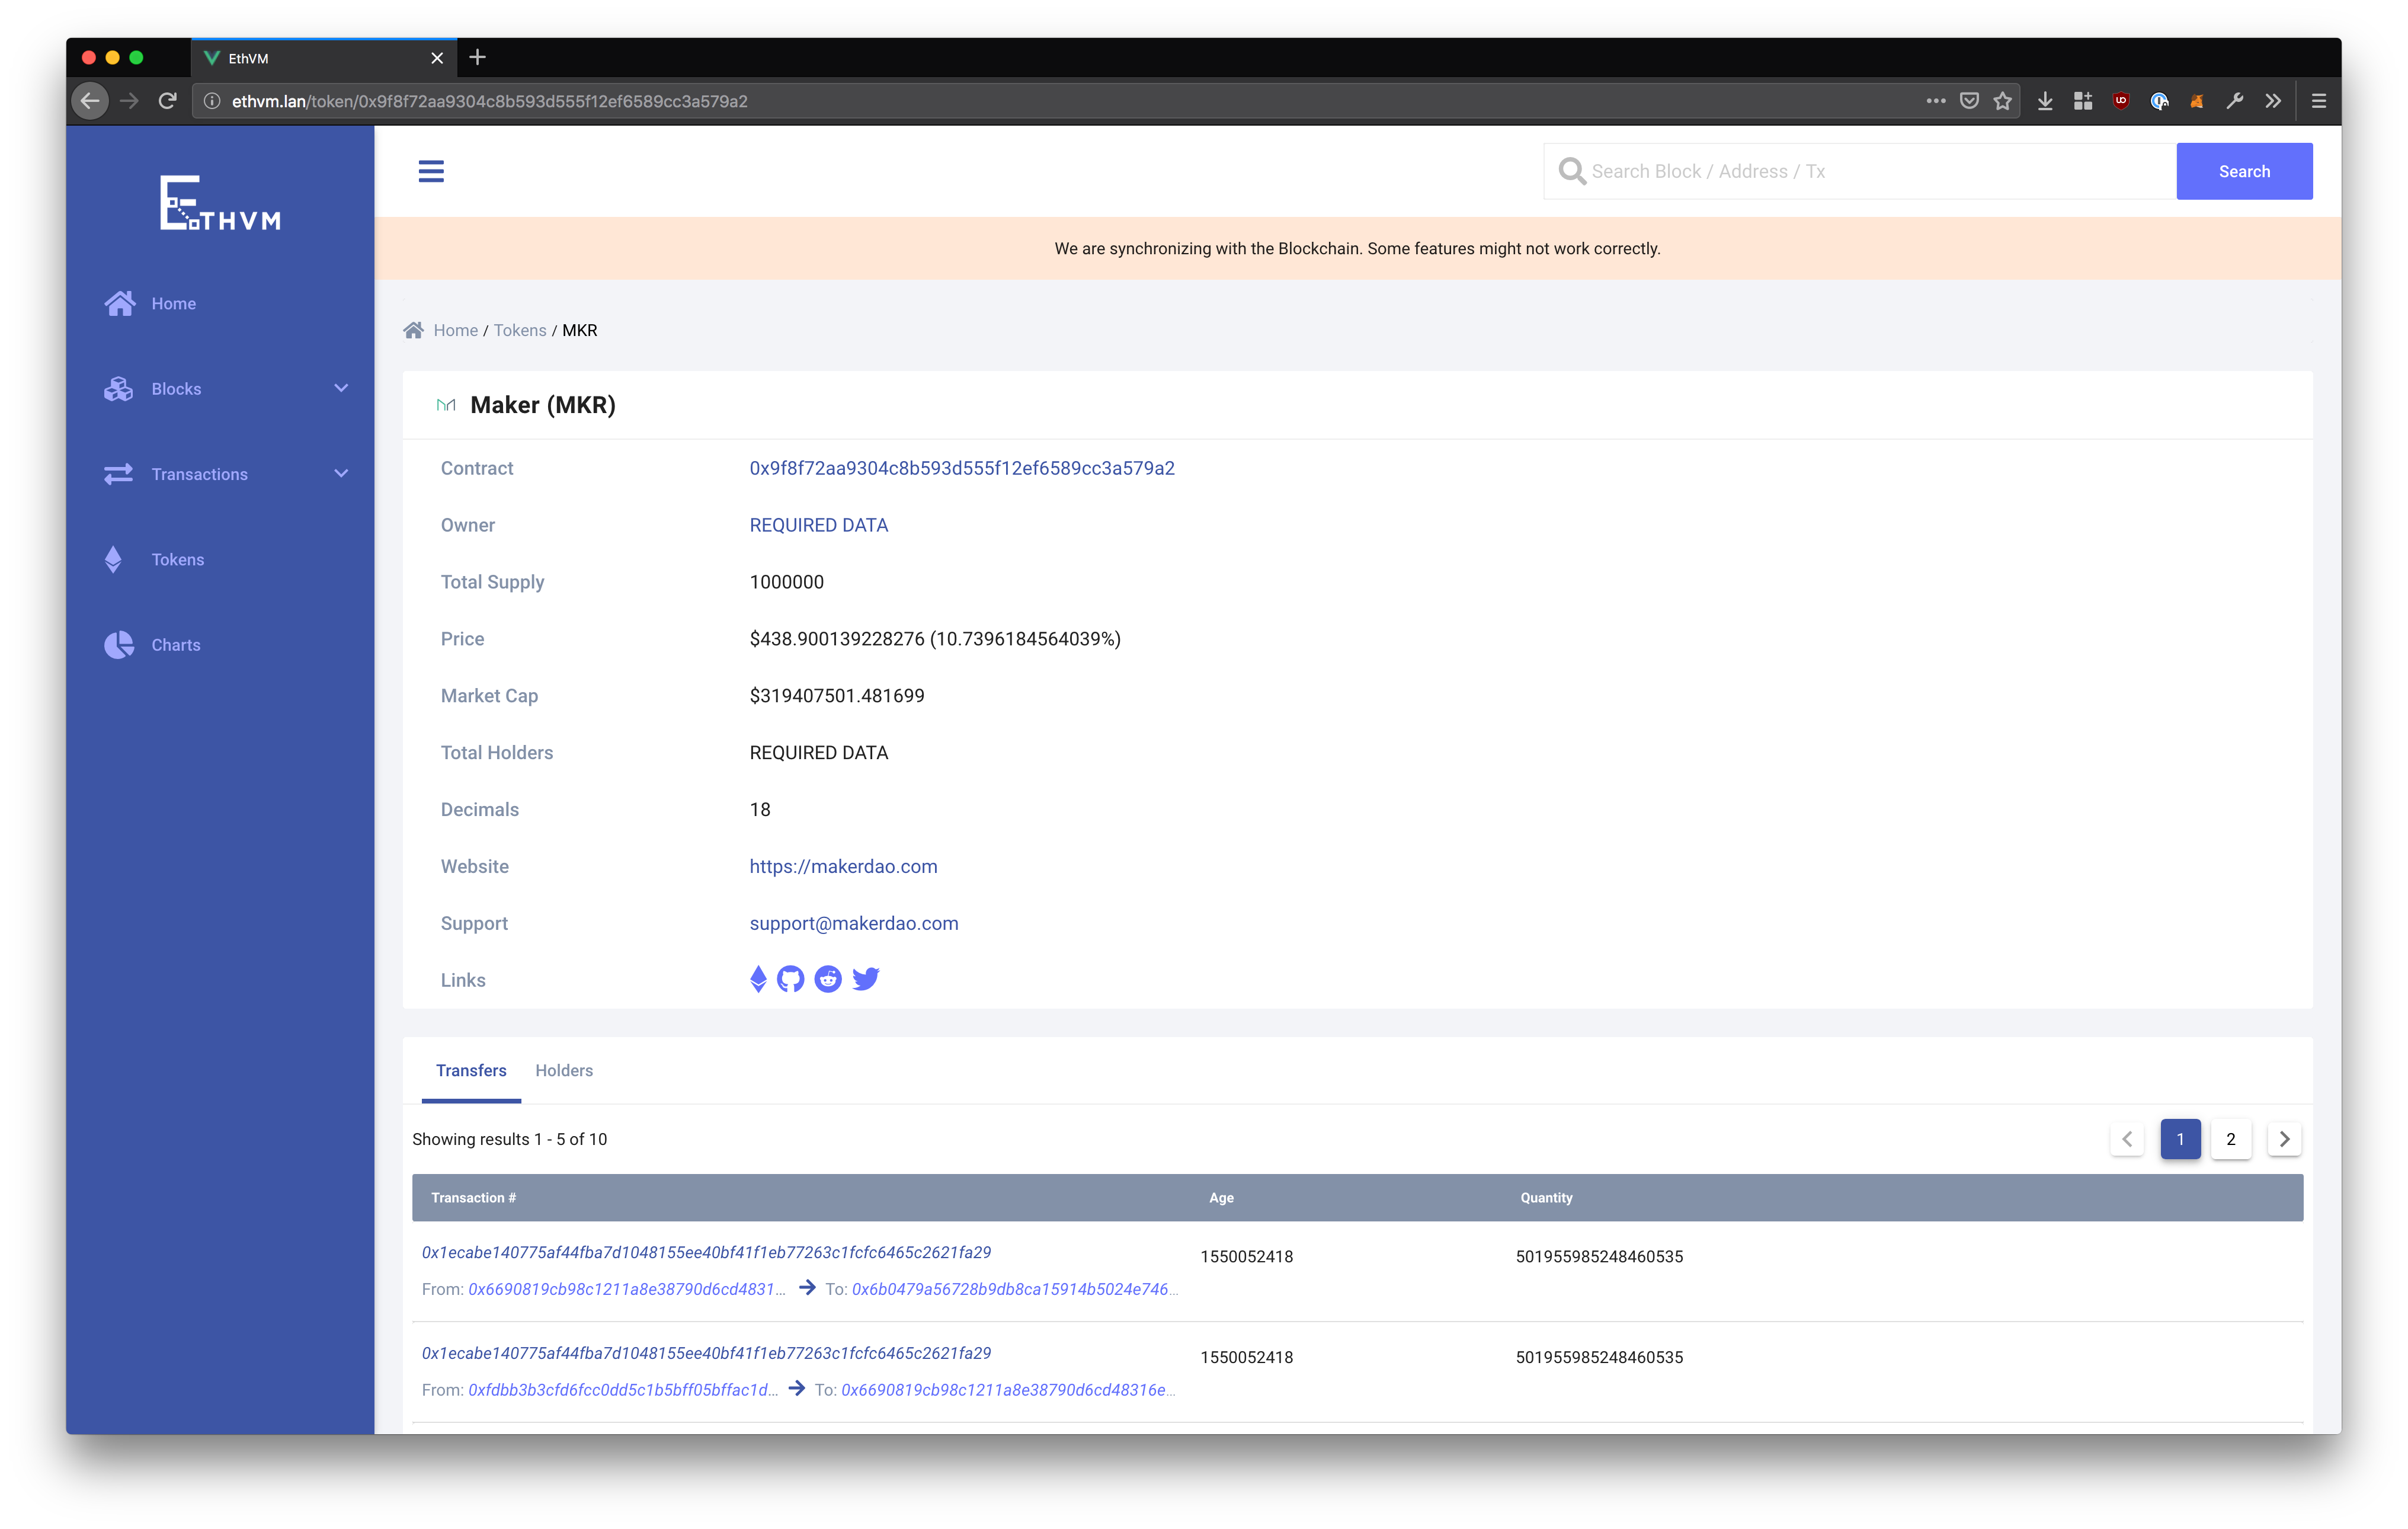 EthVM
ethvm.lan/token/0x9f8f72aa9304c8b593d555f12ef6589cc3a579a2
ETHVM
Search Block / Address / Tx
Search
We are synchronizing with the Blockchain. Some features might not work correctly.
Home
Blocks
Transactions
Tokens
Charts
Home / Tokens / MKR
Maker (MKR)
Contract 0x9f8f72aa9304c8b593d555f12ef6589cc3a579a2
Owner REQUIRED DATA
Total Supply 1000000
Price $438.900139228276 (10.7396184564039%)
Market Cap $319407501.481699
Total Holders REQUIRED DATA
Decimals 18
Website https://makerdao.com
Support support@makerdao.com
Links
Transfers Holders
Showing results 1 - 5 of 10
1 2
Transaction # Age Quantity
0x1ecabe140775af44fba7d1048155ee40bf41f1eb77263c1fcfc6465c2621fa29 1550052418 501955985248460535
From: 0x6690819cb98c1211a8e38790d6cd4831... To: 0x6b0479a56728b9db8ca15914b5024e746...
0x1ecabe140775af44fba7d1048155ee40bf41f1eb77263c1fcfc6465c2621fa29 1550052418 501955985248460535
From: 0xfdbb3b3cfd6fcc0dd5c1b5bff05bffac1d... To: 0x6690819cb98c1211a8e38790d6cd48316e...